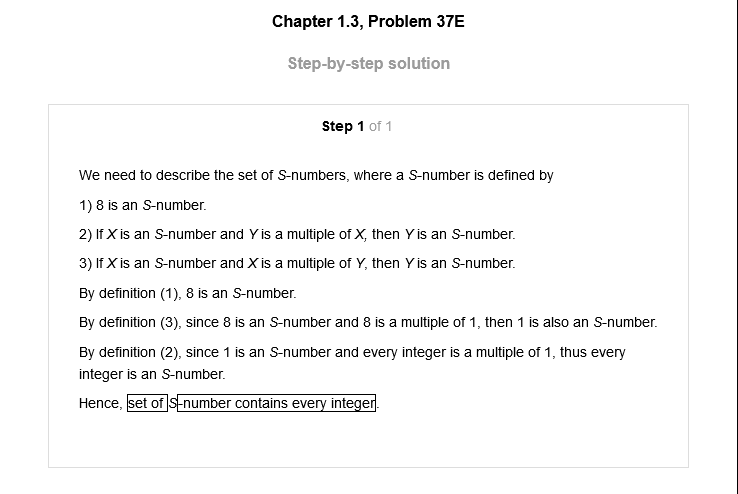 Chapter 1.3, Problem 37E
Step-by-step solution
Step 1 of 1
We need to describe the set of S-numbers, where a S-number is defined by
1) 8 is an S-number.
2) If X is an S-number and Y is a multiple of X, then Y is an S-number.
3) If X is an S-number and X is a multiple of Y, then Y is an S-number.
By definition (1), 8 is an S-number.
By definition (3), since 8 is an S-number and 8 is a multiple of 1, then 1 is also an S-number.
By definition (2), since 1 is an S-number and every integer is a multiple of 1, thus every
integer is an S-number.
Hence, set of S-number contains every integer.